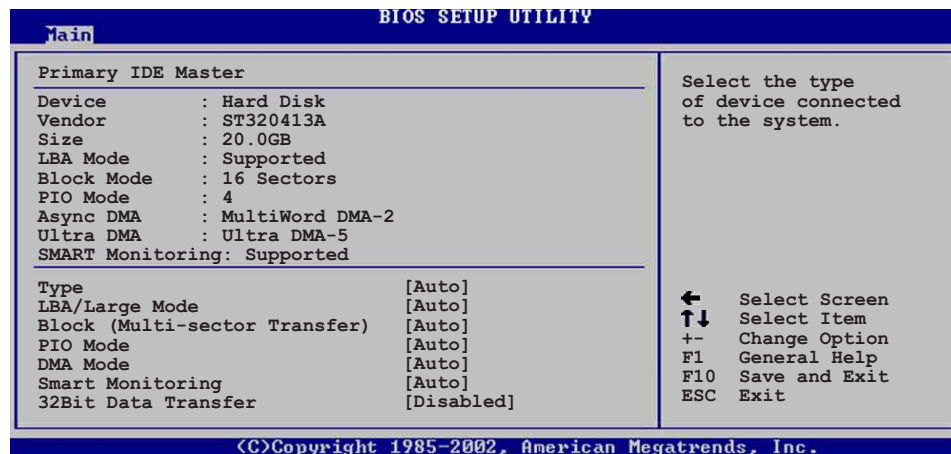 BIOS SETUP UTILITY
Main
Primary IDE Master
Device : Hard Disk
Vendor : ST320413A
Size : 20.0GB
LBA Mode : Supported
Block Mode : 16 Sectors
PIO Mode : 4
Async DMA : MultiWord DMA-2
Ultra DMA : Ultra DMA-5
SMART Monitoring: Supported
Type [Auto]
LBA/Large Mode [Auto]
Block (Multi-sector Transfer) [Auto]
PIO Mode [Auto]
DMA Mode [Auto]
Smart Monitoring [Auto]
32Bit Data Transfer [Disabled]
Select the type
of device connected
to the system.
← Select Screen
↑↓ Select Item
+- Change Option
F1 General Help
F10 Save and Exit
ESC Exit
(C)Copyright 1985-2002, American Megatrends, Inc.